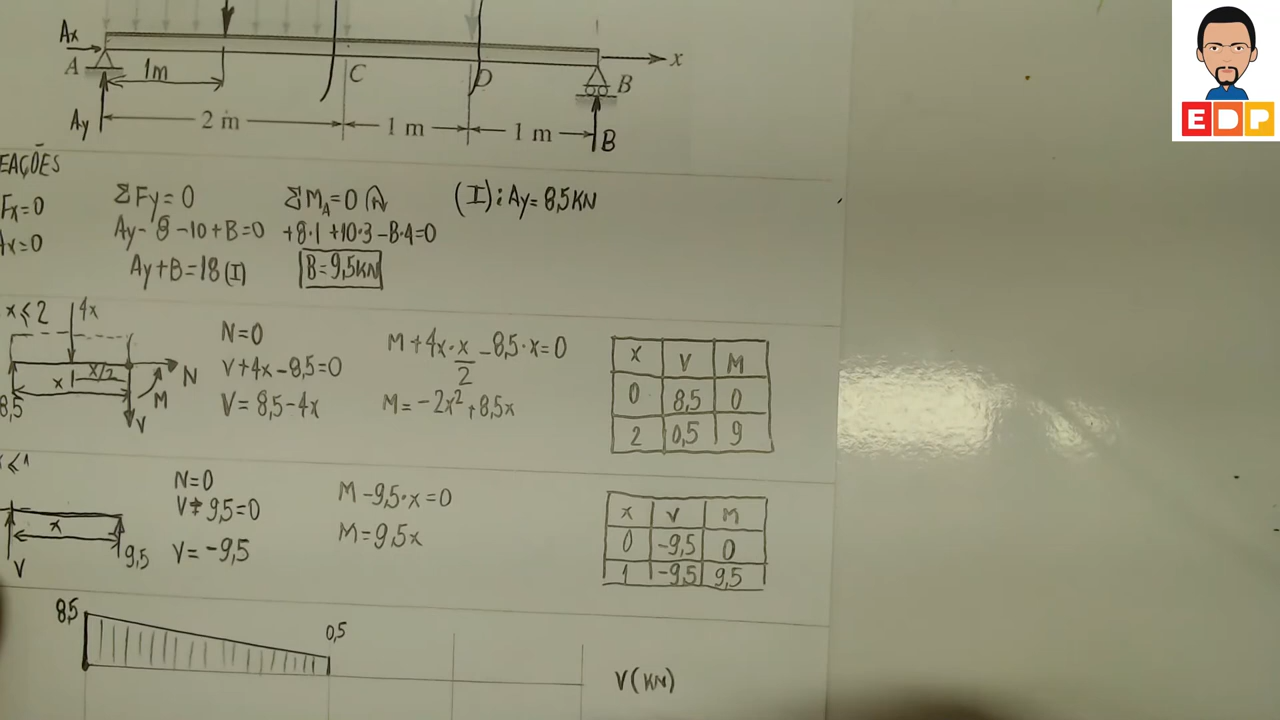 EDP
Ax
A
1m
C
D
B
x
Ay
2 m
1 m
1 m
B
EAÇÕES
Fx=0
Ax=0
ΣFy=0
Ay-8-10+B=0
Ay+B=18(I)
ΣM_A=0
+8·1+10·3-B·4=0
B=9,5KN
(I): Ay=8,5KN
x≤2
4x
x
x/2
N
M
V
8,5
N=0
V+4x-8,5=0
V=8,5-4x
M+4x·x/2-8,5·x=0
M=-2x²+8,5x
x V M
0 8,5 0
2 0,5 9
≤1
x
V
9,5
N=0
V+9,5=0
V=-9,5
M-9,5·x=0
M=9,5x
x V M
0 -9,5 0
1 -9,5 9,5
8,5
0,5
V(KN)